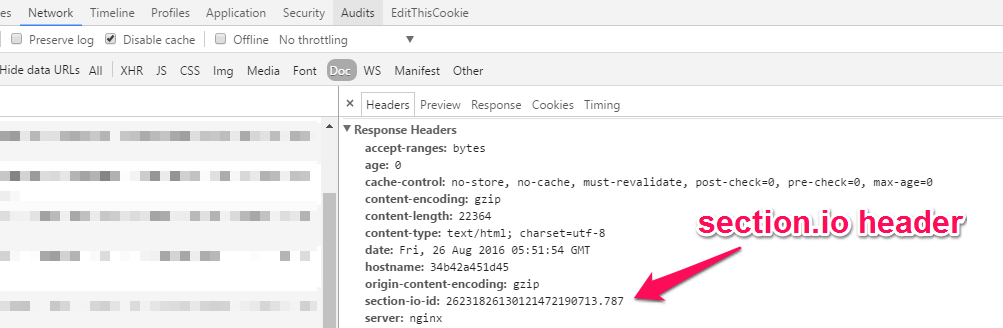 Network Timeline Profiles Application Security Audits EditThisCookie
Preserve log Disable cache Offline No throttling
Hide data URLs All XHR JS CSS Img Media Font Doc WS Manifest Other
× Headers Preview Response Cookies Timing
Response Headers
accept-ranges: bytes
age: 0
cache-control: no-store, no-cache, must-revalidate, post-check=0, pre-check=0, max-age=0
content-encoding: gzip
content-length: 22364
content-type: text/html; charset=utf-8
section.io header
date: Fri, 26 Aug 2016 05:51:54 GMT
hostname: 34b42a451d45
origin-content-encoding: gzip
section-io-id: 26231826130121472190713.787
server: nginx